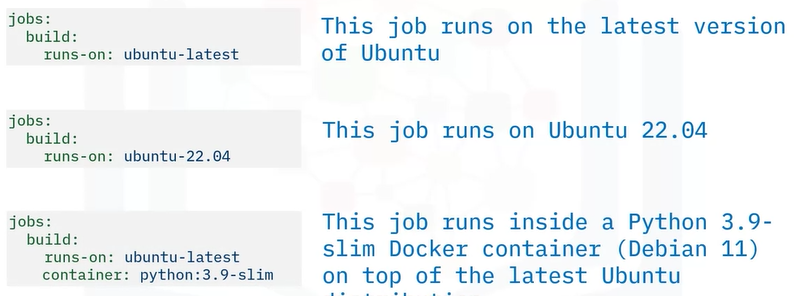 jobs:
build:
runs-on: ubuntu-latest
This job runs on the latest version
of Ubuntu
jobs:
build:
runs-on: ubuntu-22.04
This job runs on Ubuntu 22.04
jobs:
build:
runs-on: ubuntu-latest
container: python:3.9-slim
This job runs inside a Python 3.9-
slim Docker container (Debian 11)
on top of the latest Ubuntu